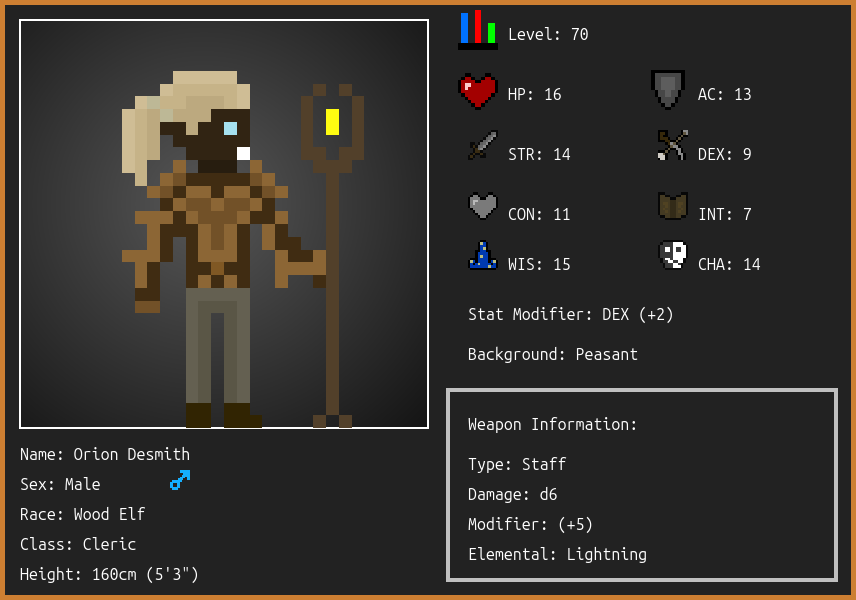 Level: 70
HP: 16
AC: 13
STR: 14
DEX: 9
CON: 11
INT: 7
WIS: 15
CHA: 14
Stat Modifier: DEX (+2)
Background: Peasant
Weapon Information:
Type: Staff
Damage: d6
Modifier: (+5)
Elemental: Lightning
Name: Orion Desmith
Sex: Male
Race: Wood Elf
Class: Cleric
Height: 160cm (5'3")